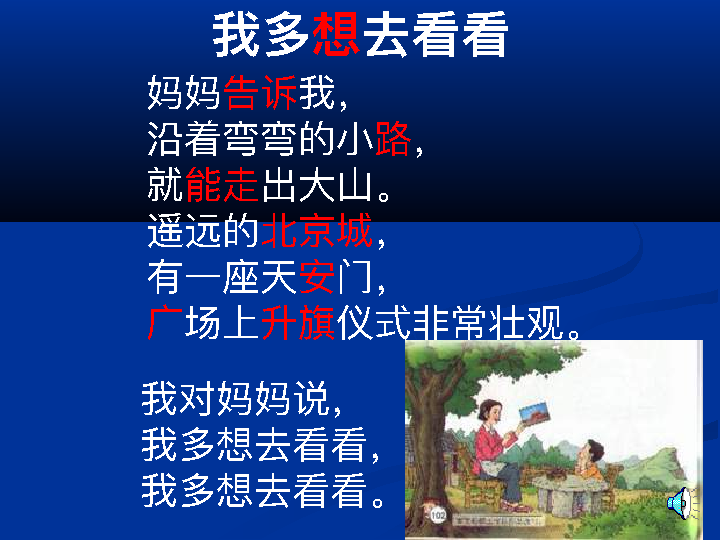 我多想去看看
妈妈告诉我，
沿着弯弯的小路，
就能走出大山。
遥远的北京城，
有一座天安门，
广场上升旗仪式非常壮观。
我对妈妈说，
我多想去看看，
我多想去看看。
102